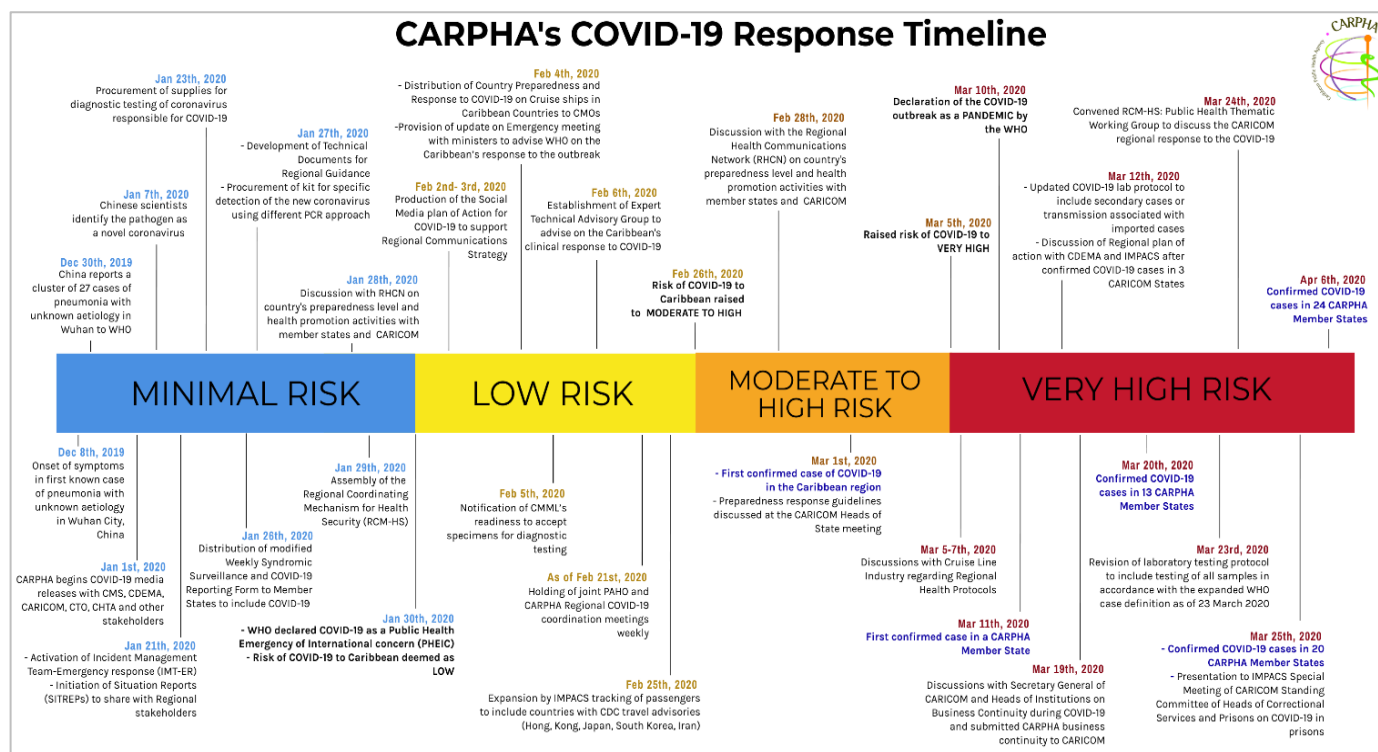 CARPHA's COVID-19 Response Timeline
CARPHA
Jan 23th, 2020
Procurement of supplies for
diagnostic testing of coronavirus
responsible for COVID-19
Jan 7th, 2020
Chinese scientists
identify the pathogen as
a novel coronavirus
Dec 30th, 2019
China reports a
cluster of 27 cases of
pneumonia with
unknown aetiology in
Wuhan to WHO
Jan 27th, 2020
- Development of Technical
Documents for
Regional Guidance
- Procurement of kit for specific
detection of the new coronavirus
using different PCR approach
Jan 28th, 2020
Discussion with RHCN on
country's preparedness level and
health promotion activities with
member states and CARICOM
Feb 4th, 2020
- Distribution of Country Preparedness and
Response to COVID-19 on Cruise ships in
Caribbean Countries to CMOs
-Provision of update on Emergency meeting
with ministers to advise WHO on the
Caribbean's response to the outbreak
Feb 2nd- 3rd, 2020
Production of the Social
Media plan of Action for
COVID-19 to support
Regional Communications
Strategy
Feb 6th, 2020
Establishment of Expert
Technical Advisory Group to
advise on the Caribbean's
clinical response to COVID-19
Feb 26th, 2020
Risk of COVID-19 to
Caribbean raised
to MODERATE TO HIGH
Feb 28th, 2020
Discussion with the Regional
Health Communications
Network (RHCN) on country's
preparedness level and health
promotion activities with
member states and CARICOM
Mar 10th, 2020
Declaration of the COVID-19
outbreak as a PANDEMIC by
the WHO
Mar 5th, 2020
Raised risk of COVID-19 to
VERY HIGH
Mar 24th, 2020
Convened RCM-HS: Public Health Thematic
Working Group to discuss the CARICOM
regional response to the COVID-19
Mar 12th, 2020
- Updated COVID-19 lab protocol to
include secondary cases or
transmission associated with
imported cases
- Discussion of Regional plan of
action with CDEMA and IMPACS after
confirmed COVID-19 cases in 3
CARICOM States
Apr 6th, 2020
Confirmed COVID-19
cases in 24 CARPHA
Member States
MINIMAL RISK
LOW RISK
MODERATE TO
HIGH RISK
VERY HIGH RISK
Dec 8th, 2019
Onset of symptoms
in first known case
of pneumonia with
unknown aetiology
in Wuhan City,
China
Jan 1st, 2020
CARPHA begins COVID-19 media
releases with CMS, CDEMA,
CARICOM, CTO, CHTA and other
stakeholders
Jan 21th, 2020
- Activation of Incident Management
Team-Emergency response (IMT-ER)
- Initiation of Situation Reports
(SITREPs) to share with Regional
stakeholders
Jan 26th, 2020
Distribution of modified
Weekly Syndromic
Surveillance and COVID-19
Reporting Form to Member
States to include COVID-19
Jan 29th, 2020
Assembly of the
Regional Coordinating
Mechanism for Health
Security (RCM-HS)
Jan 30th, 2020
- WHO declared COVID-19 as a Public Health
Emergency of International concern (PHEIC)
- Risk of COVID-19 to Caribbean deemed as
LOW
Feb 5th, 2020
Notification of CMML's
readiness to accept
specimens for diagnostic
testing
As of Feb 21st, 2020
Holding of joint PAHO and
CARPHA Regional COVID-19
coordination meetings
weekly
Feb 25th, 2020
Expansion by IMPACS tracking of passengers
to include countries with CDC travel advisories
(Hong, Kong, Japan, South Korea, Iran)
Mar 1st, 2020
- First confirmed case of COVID-19
in the Caribbean region
- Preparedness response guidelines
discussed at the CARICOM Heads of
State meeting
Mar 5-7th, 2020
Discussions with Cruise Line
Industry regarding Regional
Health Protocols
Mar 11th, 2020
First confirmed case in a CARPHA
Member State
Mar 19th, 2020
Discussions with Secretary General of
CARICOM and Heads of Institutions on
Business Continuity during COVID-19
and submitted CARPHA business
continuity to CARICOM
Mar 20th, 2020
Confirmed COVID-19
cases in 13 CARPHA
Member States
Mar 23rd, 2020
Revision of laboratory testing protocol
to include testing of all samples in
accordance with the expanded WHO
case definition as of 23 March 2020
Mar 25th, 2020
- Confirmed COVID-19 cases in 20
CARPHA Member States
- Presentation to IMPACS Special
Meeting of CARICOM Standing
Committee of Heads of Correctional
Services and Prisons on COVID-19 in
prisons